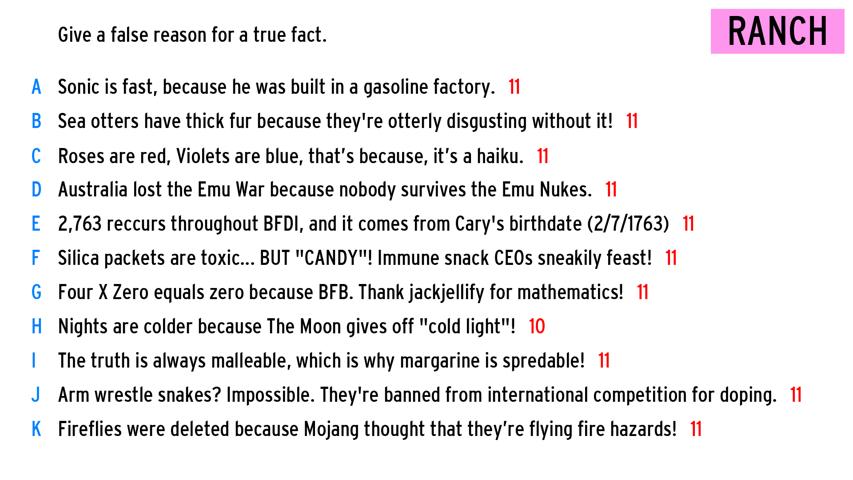 Give a false reason for a true fact.
RANCH
A Sonic is fast, because he was built in a gasoline factory. 11
B Sea otters have thick fur because they're otterly disgusting without it! 11
C Roses are red, Violets are blue, that’s because, it’s a haiku. 11
D Australia lost the Emu War because nobody survives the Emu Nukes. 11
E 2,763 reccurs throughout BFDI, and it comes from Cary's birthdate (2/7/1763) 11
F Silica packets are toxic... BUT "CANDY"! Immune snack CEOs sneakily feast! 11
G Four X Zero equals zero because BFB. Thank jackjellify for mathematics! 11
H Nights are colder because The Moon gives off "cold light"! 10
I The truth is always malleable, which is why margarine is spredable! 11
J Arm wrestle snakes? Impossible. They're banned from international competition for doping. 11
K Fireflies were deleted because Mojang thought that they’re flying fire hazards! 11